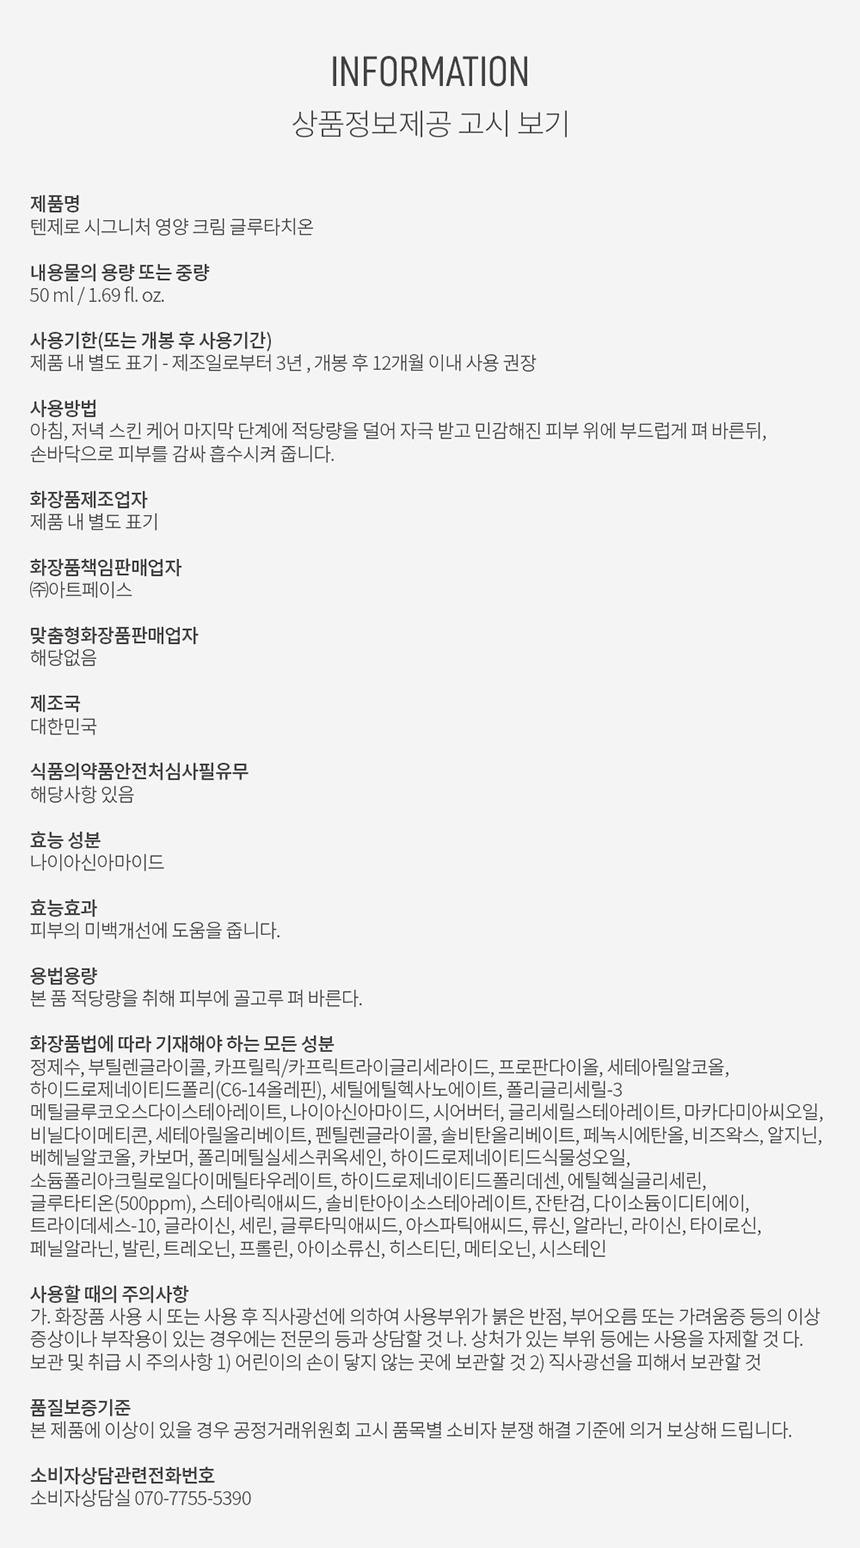 INFORMATION
상품정보제공 고시 보기
제품명
텐제로 시그니처 영양 크림 글루타치온
내용물의 용량 또는 중량
50 ml / 1.69 fl. oz.
사용기한(또는 개봉 후 사용기간)
제품 내 별도 표기 - 제조일로부터 3년 , 개봉 후 12개월 이내 사용 권장
사용방법
아침, 저녁 스킨 케어 마지막 단계에 적당량을 덜어 자극 받고 민감해진 피부 위에 부드럽게 펴 바른뒤,
손바닥으로 피부를 감싸 흡수시켜 줍니다.
화장품제조업자
제품 내 별도 표기
화장품책임판매업자
㈜아트페이스
맞춤형화장품판매업자
해당없음
제조국
대한민국
식품의약품안전처심사필유무
해당사항 있음
효능 성분
나이아신아마이드
효능효과
피부의 미백개선에 도움을 줍니다.
용법용량
본 품 적당량을 취해 피부에 골고루 펴 바른다.
화장품법에 따라 기재해야 하는 모든 성분
정제수, 부틸렌글라이콜, 카프릴릭/카프릭트라이글리세라이드, 프로판다이올, 세테아릴알코올,
하이드로제네이티드폴리(C6-14올레핀), 세틸에틸헥사노에이트, 폴리글리세릴-3
메틸글루코오스다이스테아레이트, 나이아신아마이드, 시어버터, 글리세릴스테아레이트, 마카다미아씨오일,
비닐다이메티콘, 세테아릴올리베이트, 펜틸렌글라이콜, 솔비탄올리베이트, 페녹시에탄올, 비즈왁스, 알지닌,
베헤닐알코올, 카보머, 폴리메틸실세스퀴옥세인, 하이드로제네이티드식물성오일,
소듐폴리아크릴로일다이메틸타우레이트, 하이드로제네이티드폴리데센, 에틸헥실글리세린,
글루타티온(500ppm), 스테아릭애씨드, 솔비탄아이소스테아레이트, 잔탄검, 다이소듐이디티에이,
트라이데세스-10, 글라이신, 세린, 글루타믹애씨드, 아스파틱애씨드, 류신, 알라닌, 라이신, 타이로신,
페닐알라닌, 발린, 트레오닌, 프롤린, 아이소류신, 히스티딘, 메티오닌, 시스테인
사용할 때의 주의사항
가. 화장품 사용 시 또는 사용 후 직사광선에 의하여 사용부위가 붉은 반점, 부어오름 또는 가려움증 등의 이상
증상이나 부작용이 있는 경우에는 전문의 등과 상담할 것 나. 상처가 있는 부위 등에는 사용을 자제할 것 다.
보관 및 취급 시 주의사항 1) 어린이의 손이 닿지 않는 곳에 보관할 것 2) 직사광선을 피해서 보관할 것
품질보증기준
본 제품에 이상이 있을 경우 공정거래위원회 고시 품목별 소비자 분쟁 해결 기준에 의거 보상해 드립니다.
소비자상담관련전화번호
소비자상담실 070-7755-5390